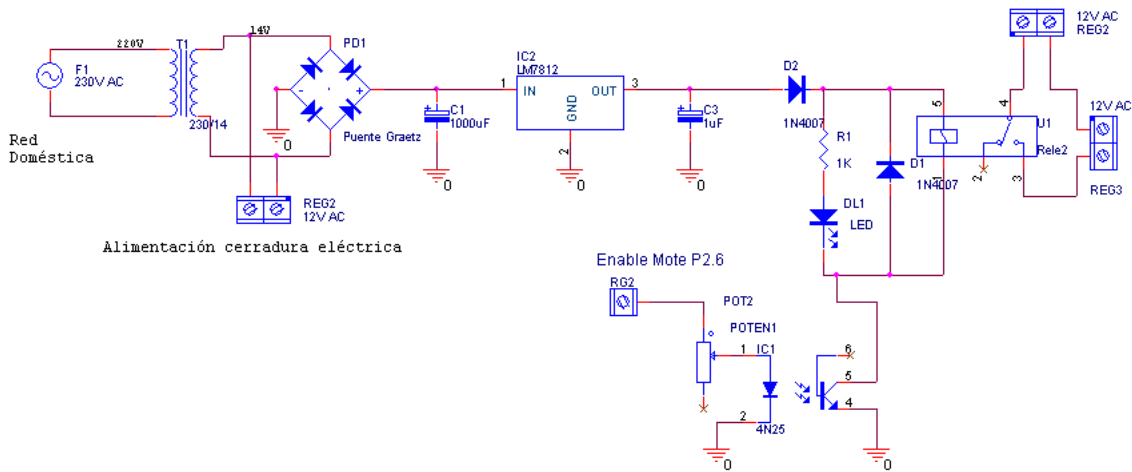 12V AC
REG2
220V
T1
14V
PD1
IC2
LM7812
1
IN
OUT
3
GND
2
D2
1N4007
F1
230V AC
-
+
C1
1000uF
+
C3
1uF
+
5
4
U1
Rele2
12V AC
REG3
230/14
Puente Graetz
0
0
0
0
R1
1K
D1
1N4007
1
2
3
Red
Doméstica
REG2
12V AC
DL1
LED
Alimentación cerradura eléctrica
Enable Mote P2.6
RG2
POT2
POTEN1
1
IC1
6
5
4
2
4N25
0
0